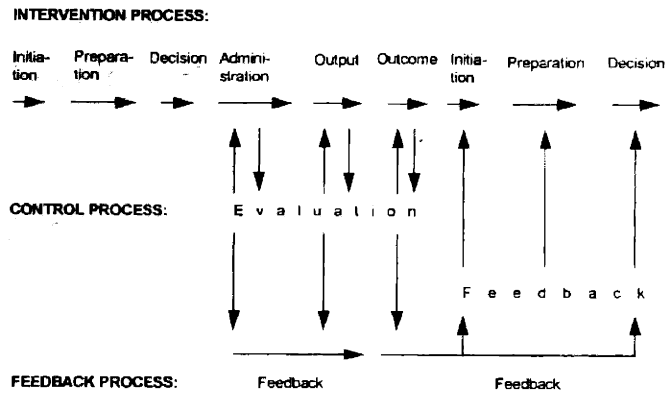 INTERVENTION PROCESS:
Initia- Prepara- Decision Admini- Output Outcome Initia- Preparation Decision
tion tion stration tion
CONTROL PROCESS: E v a l u a t i o n
F e e d b a c k
FEEDBACK PROCESS: Feedback Feedback